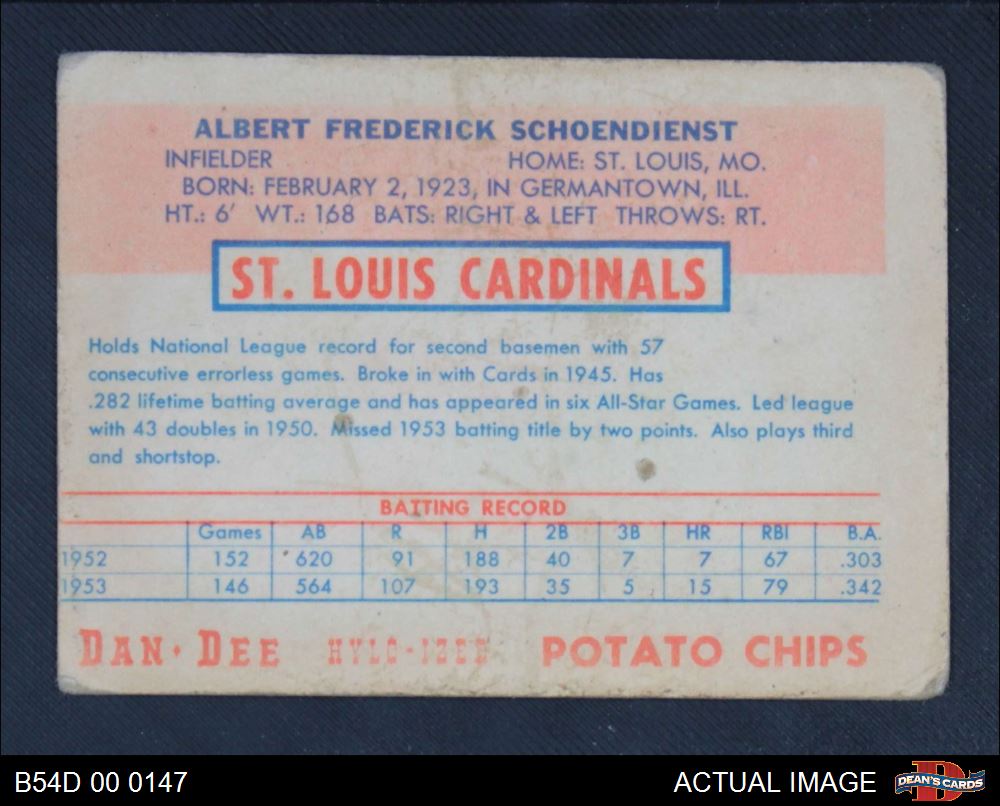 ALBERT FREDERICK SCHOENDIENST
INFIELDER HOME: ST. LOUIS, MO.
BORN: FEBRUARY 2, 1923, IN GERMANTOWN, ILL.
HT.: 6' WT.: 168 BATS: RIGHT & LEFT THROWS: RT.
ST. LOUIS CARDINALS
Holds National League record for second basemen with 57
consecutive errorless games. Broke in with Cards in 1945. Has
.282 lifetime batting average and has appeared in six All-Star Games. Led league
with 43 doubles in 1950. Missed 1953 batting title by two points. Also plays third
and shortstop.
BATTING RECORD
Games AB R H 2B 3B HR RBI B.A.
1952 152 620 91 188 40 7 7 67 .303
1953 146 564 107 193 35 5 15 79 .342
DAN·DEE HYLO-IZED POTATO CHIPS
B54D 00 0147 ACTUAL IMAGE DEAN'S CARDS